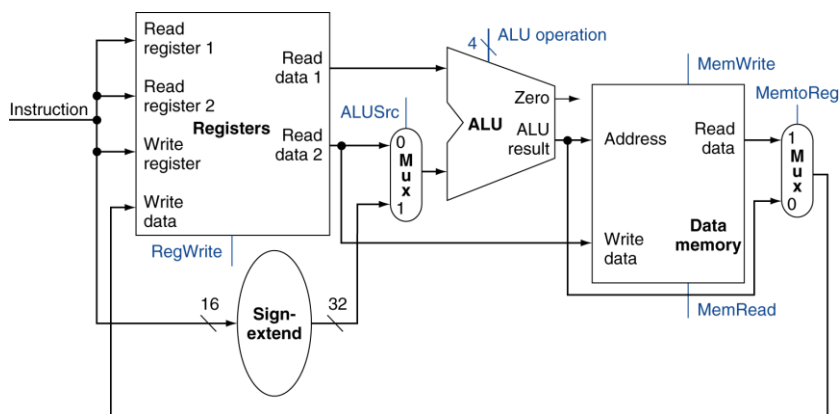 Instruction
Read
register 1
Read
register 2
Registers
Write
register
Write
data
Read
data 1
Read
data 2
RegWrite
16
Sign-
extend
32
ALUSrc
0
Mux
1
4
ALU operation
Zero
ALU
ALU
result
MemWrite
Address
Read
data
Write
data
Data
memory
MemRead
MemtoReg
1
Mux
0